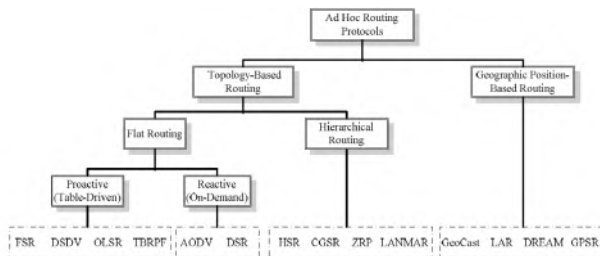 Ad Hoc Routing
Protocols
Topology-Based
Routing
Geographic Position-
Based Routing
Flat Routing
Hierarchical
Routing
Proactive
(Table-Driven)
Reactive
(On-Demand)
FSR DSDV OLSR TBRPF AODV DSR HSR CGSR ZRP LANMAR GeoCast LAR DREAM GPSR